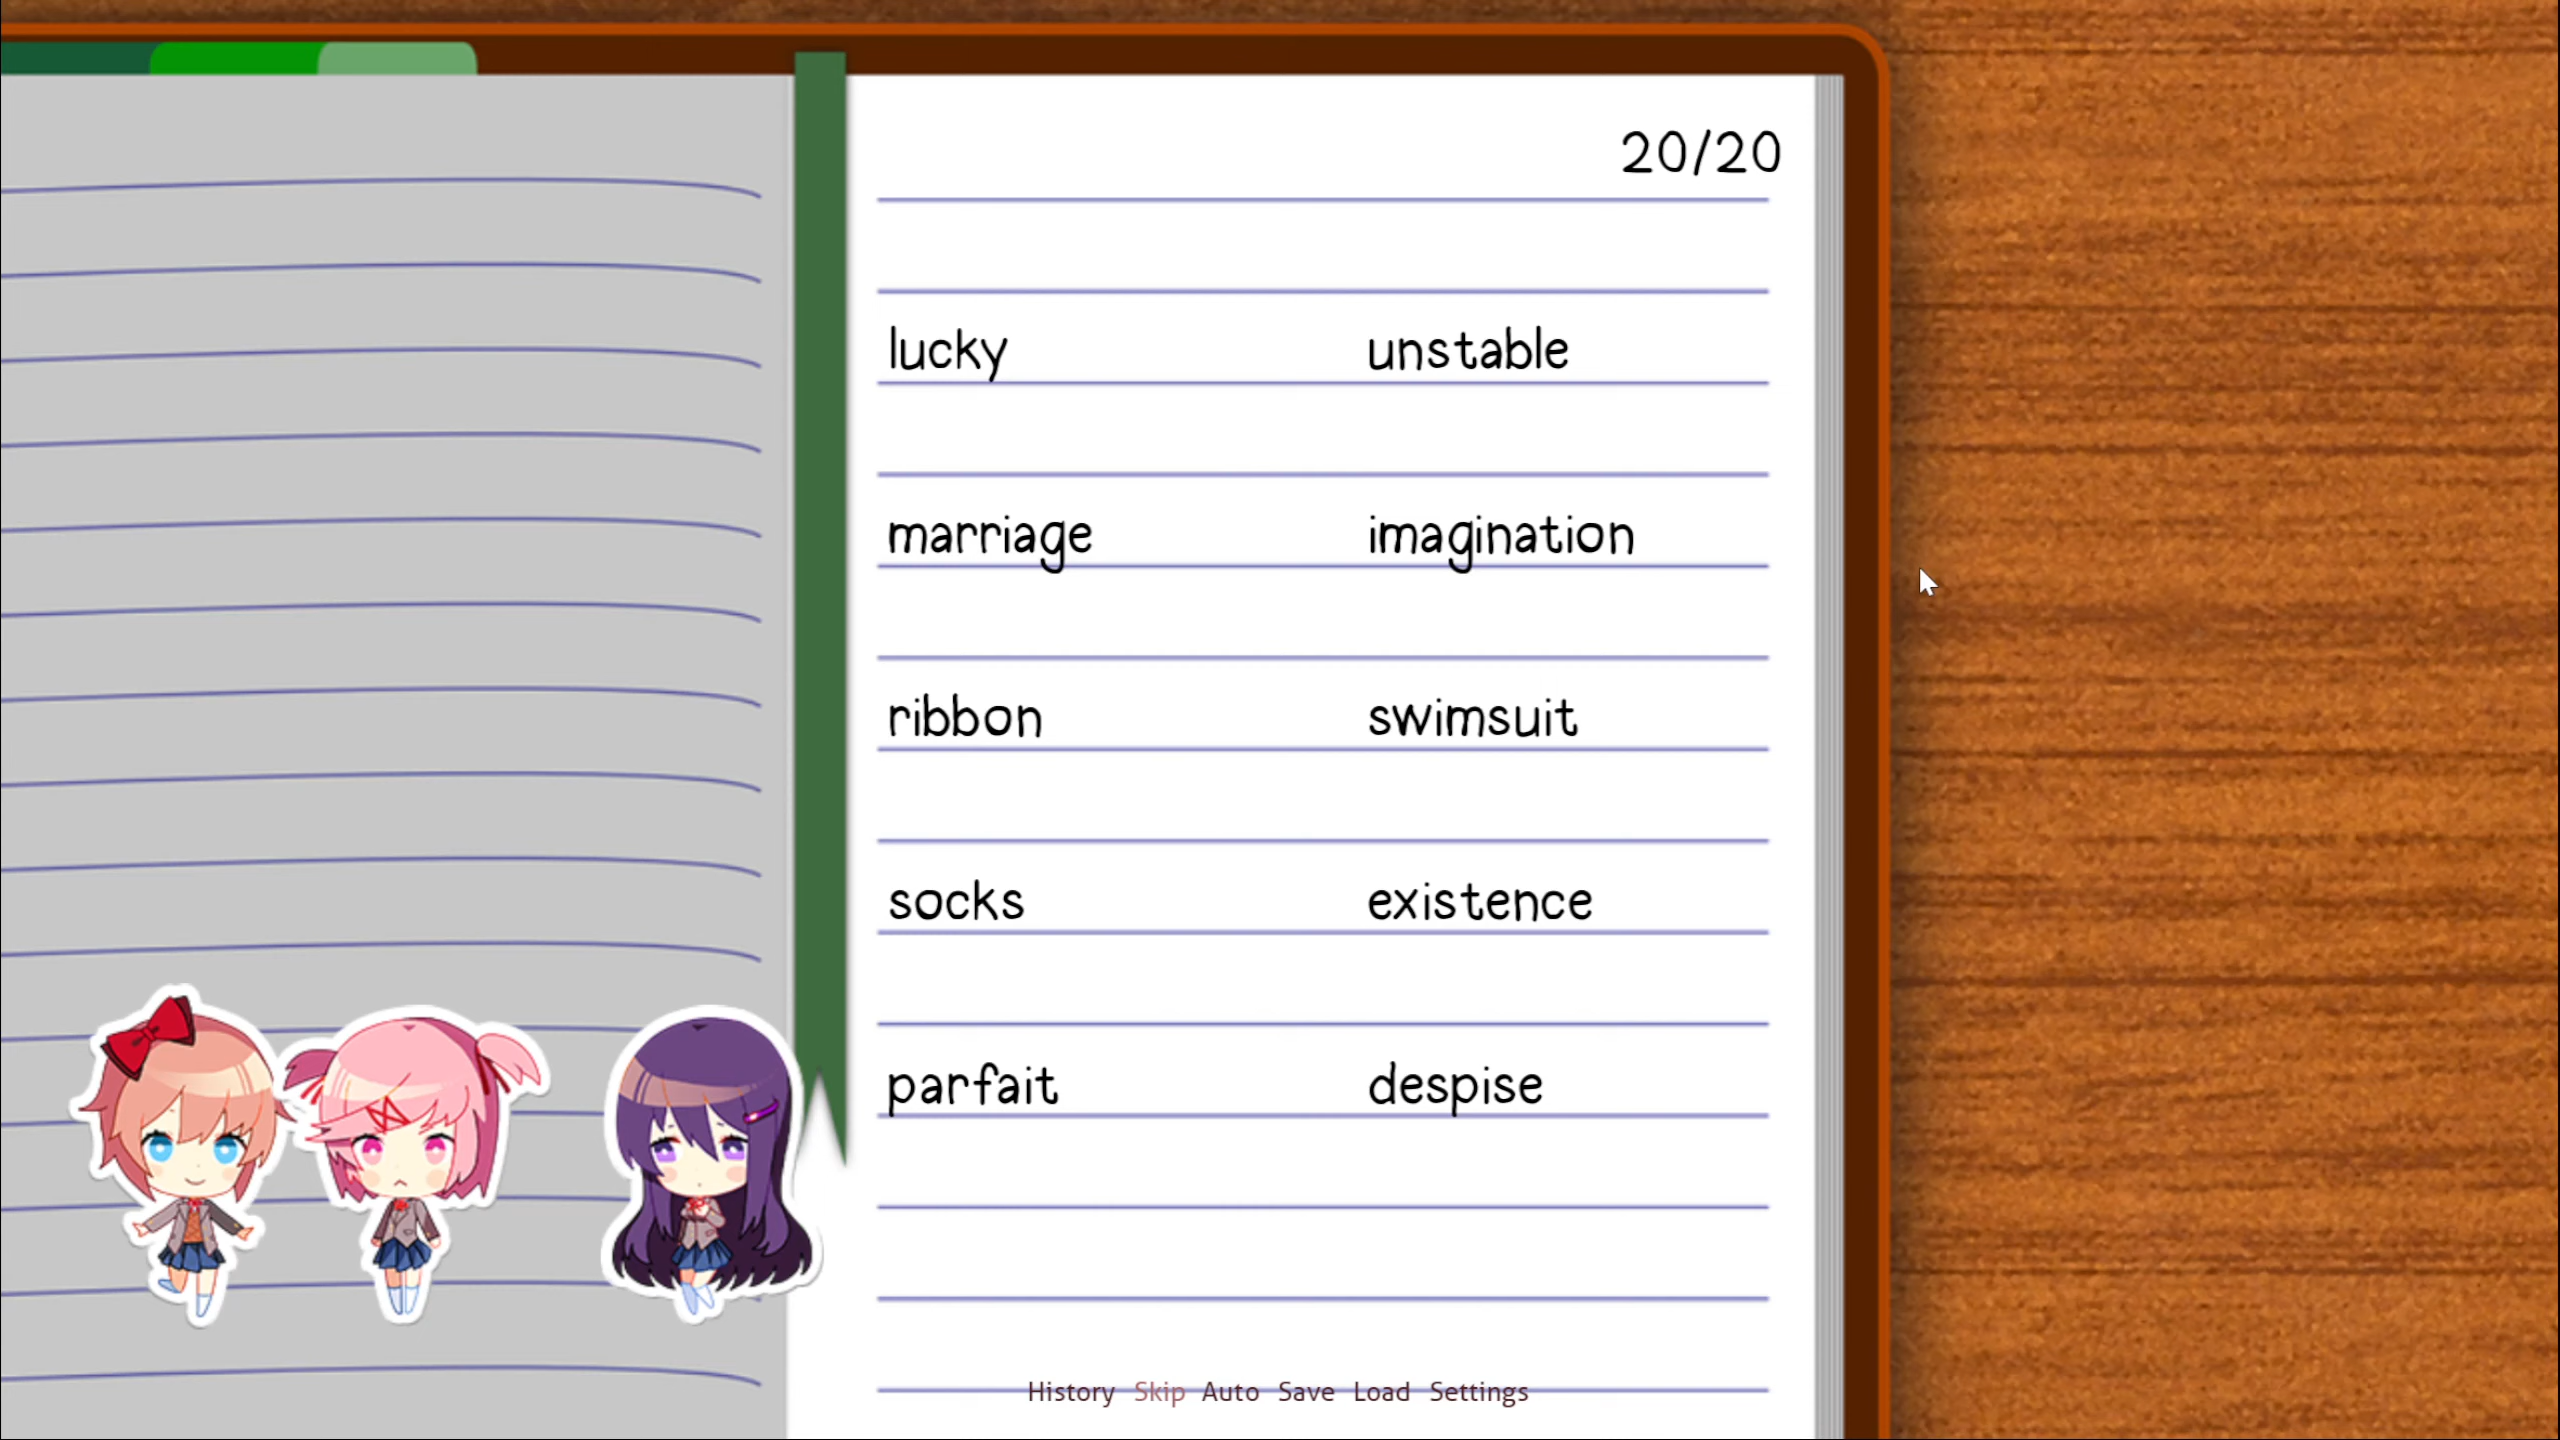 20/20
lucky unstable
marriage imagination
ribbon swimsuit
socks existence
parfait despise
History Skip Auto Save Load Settings